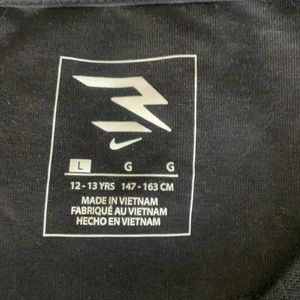 L G G
12 - 13 YRS 147 - 163 CM
MADE IN VIETNAM
FABRIQUÉ AU VIETNAM
HECHO EN VIETNAM